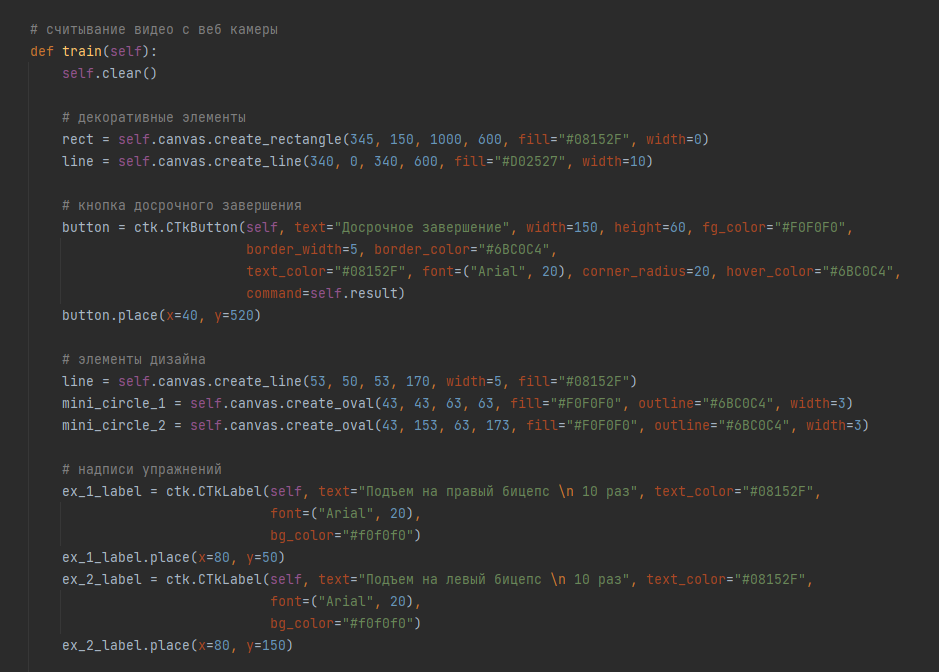 # считывание видео с веб камеры
def train(self):
    self.clear()

    # декоративные элементы
    rect = self.canvas.create_rectangle(345, 150, 1000, 600, fill="#08152F", width=0)
    line = self.canvas.create_line(340, 0, 340, 600, fill="#D02527", width=10)

    # кнопка досрочного завершения
    button = ctk.CTkButton(self, text="Досрочное завершение", width=150, height=60, fg_color="#F0F0F0",
                           border_width=5, border_color="#6BC0C4",
                           text_color="#08152F", font=("Arial", 20), corner_radius=20, hover_color="#6BC0C4",
                           command=self.result)
    button.place(x=40, y=520)

    # элементы дизайна
    line = self.canvas.create_line(53, 50, 53, 170, width=5, fill="#08152F")
    mini_circle_1 = self.canvas.create_oval(43, 43, 63, 63, fill="#F0F0F0", outline="#6BC0C4", width=3)
    mini_circle_2 = self.canvas.create_oval(43, 153, 63, 173, fill="#F0F0F0", outline="#6BC0C4", width=3)

    # надписи упражнений
    ex_1_label = ctk.CTkLabel(self, text="Подъем на правый бицепс \n 10 раз", text_color="#08152F",
                              font=("Arial", 20),
                              bg_color="#f0f0f0")
    ex_1_label.place(x=80, y=50)
    ex_2_label = ctk.CTkLabel(self, text="Подъем на левый бицепс \n 10 раз", text_color="#08152F",
                              font=("Arial", 20),
                              bg_color="#f0f0f0")
    ex_2_label.place(x=80, y=150)